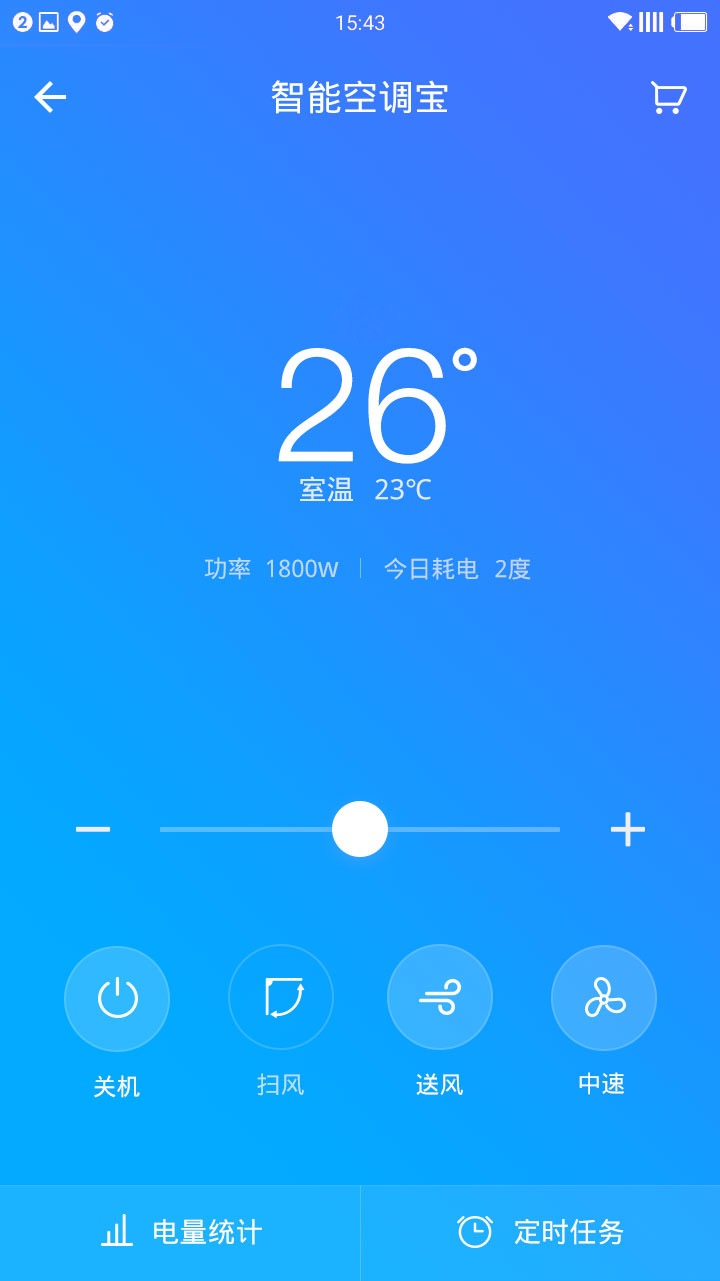 2 15:43
智能空调宝
26°
室温 23℃
功率 1800W 今日耗电 2度
关机 扫风 送风 中速
电量统计 定时任务